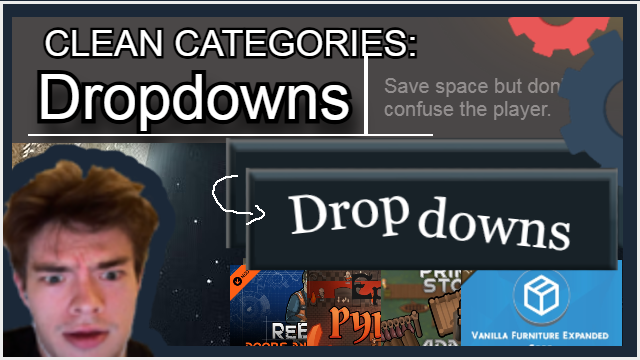 CLEAN CATEGORIES:
Dropdowns
Save space but don
confuse the player.
Drop downs
VANILLA FURNITURE EXPANDED